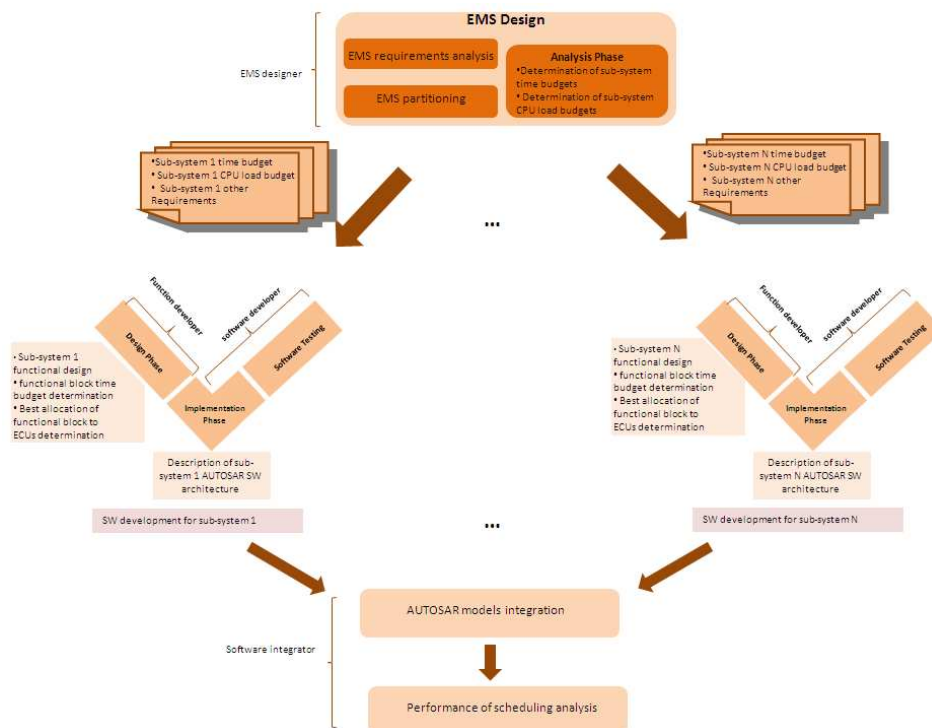 EMS Design
EMS requirements analysis
EMS partitioning
Analysis Phase
•Determination of sub-system
time budgets
• Determination of sub-system
CPU load budgets
EMS designer
•Sub-system 1 time budget
• Sub-system 1 CPU load budget
• Sub-system 1 other
Requirements
...
• Sub-system N time budget
• Sub-system N CPU load budget
• Sub-system N other
Requirements
Function developer
software developer
Design Phase
Software Testing
Implementation
Phase
- Sub-system 1
functional design
• functional block time
budget determination
• Best allocation of
functional block to
ECUs determination
Description of sub-
system 1 AUTOSAR SW
architecture
SW development for sub-system 1
Function developer
software developer
Design Phase
Software Testing
Implementation
Phase
- Sub-system N
functional design
• functional block time
budget determination
• Best allocation of
functional block to
ECUs determination
Description of sub-
system N AUTOSAR SW
architecture
SW development for sub-system N
...
AUTOSAR models integration
Software integrator
Performance of scheduling analysis